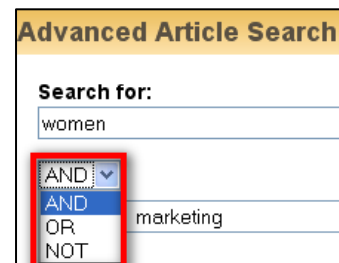 Advanced Article Search
Search for:
women
AND
AND
OR
NOT
marketing